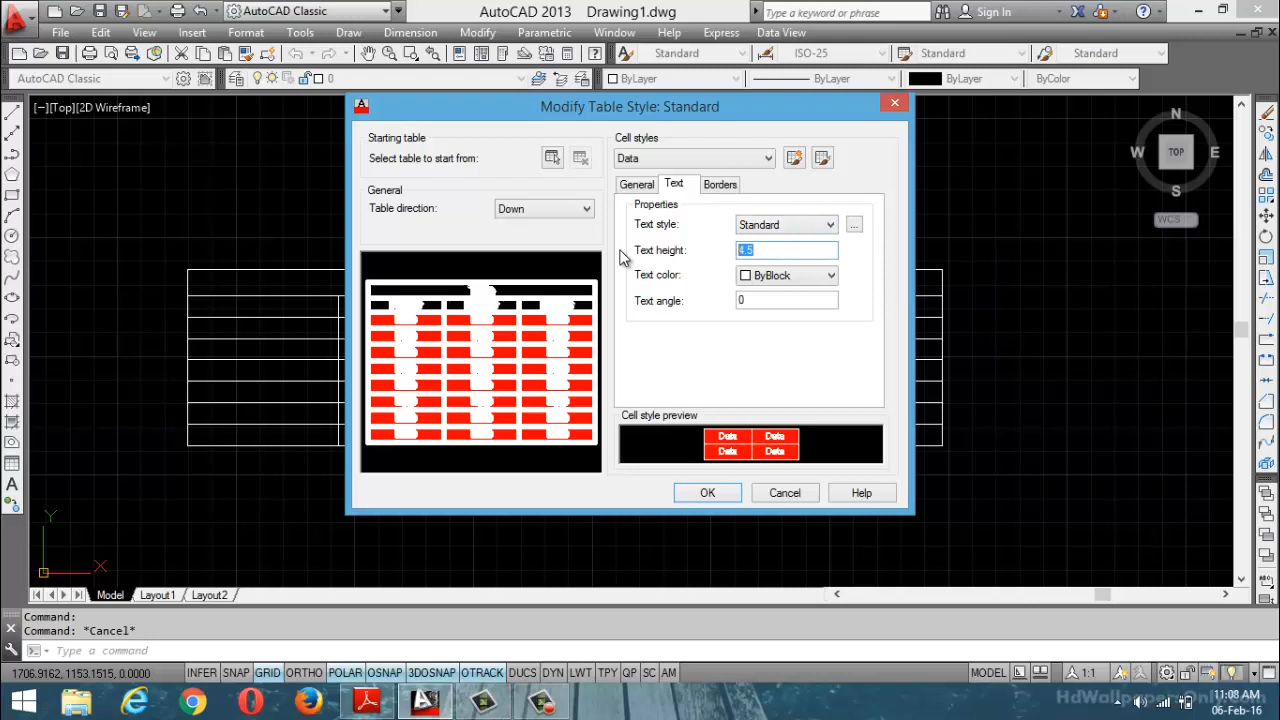 AutoCAD Classic
AutoCAD 2013 Drawing1.dwg
Type a keyword or phrase
Sign In
File Edit View Insert Format Tools Draw Dimension Modify Parametric Window Help Express Data View
Standard ISO-25 Standard Standard
AutoCAD Classic 0 ByLayer ByLayer ByLayer ByColor
[−][Top][2D Wireframe]
Modify Table Style: Standard
Starting table
Select table to start from:
General
Table direction: Down
Cell styles
Data
General Text Borders
Properties
Text style: Standard ...
Text height: 4.5
Text color: ByBlock
Text angle: 0
Cell style preview
Data Data
Data Data
OK Cancel Help
N
W TOP E
S
WCS
Y
X
Model Layout1 Layout2
Command:
Command: *Cancel*
Type a command
1706.9162, 1153.1515, 0.0000 INFER SNAP GRID ORTHO POLAR OSNAP 3DOSNAP OTRACK DUCS DYN LWT TPY QP SC AM MODEL 1:1
HdWallpapersOnly.com
11:08 AM
06-Feb-16